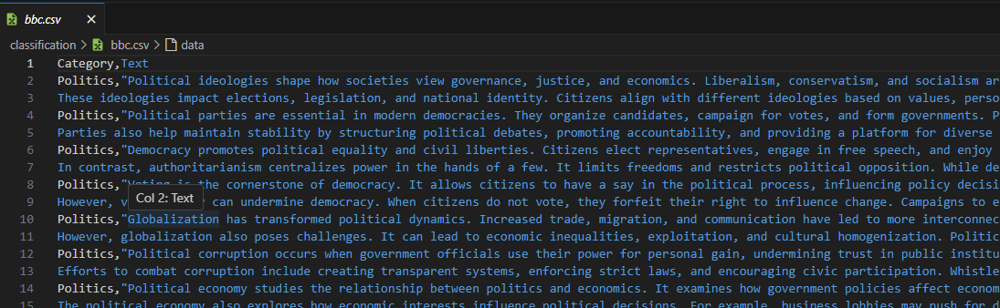 bbc.csv
classification > bbc.csv > data
1 Category,Text
2 Politics,"Political ideologies shape how societies view governance, justice, and economics. Liberalism, conservatism, and socialism ar
3 These ideologies impact elections, legislation, and national identity. Citizens align with different ideologies based on values, perso
4 Politics,"Political parties are essential in modern democracies. They organize candidates, campaign for votes, and form governments. P
5 Parties also help maintain stability by structuring political debates, promoting accountability, and providing a platform for diverse
6 Politics,"Democracy promotes political equality and civil liberties. Citizens elect representatives, engage in free speech, and enjoy
7 In contrast, authoritarianism centralizes power in the hands of a few. It limits freedoms and restricts political opposition. While de
8 Politics,"Voting is the cornerstone of democracy. It allows citizens to have a say in the political process, influencing policy decisi
Col 2: Text
9 However, v can undermine democracy. When citizens do not vote, they forfeit their right to influence change. Campaigns to e
10 Politics,"Globalization has transformed political dynamics. Increased trade, migration, and communication have led to more interconnec
11 However, globalization also poses challenges. It can lead to economic inequalities, exploitation, and cultural homogenization. Politic
12 Politics,"Political corruption occurs when government officials use their power for personal gain, undermining trust in public institu
13 Efforts to combat corruption include creating transparent systems, enforcing strict laws, and encouraging civic participation. Whistle
14 Politics,"Political economy studies the relationship between politics and economics. It examines how government policies affect econom
15 The political economy also explores how economic interests influence political decisions. For example, business lobbies may push for d